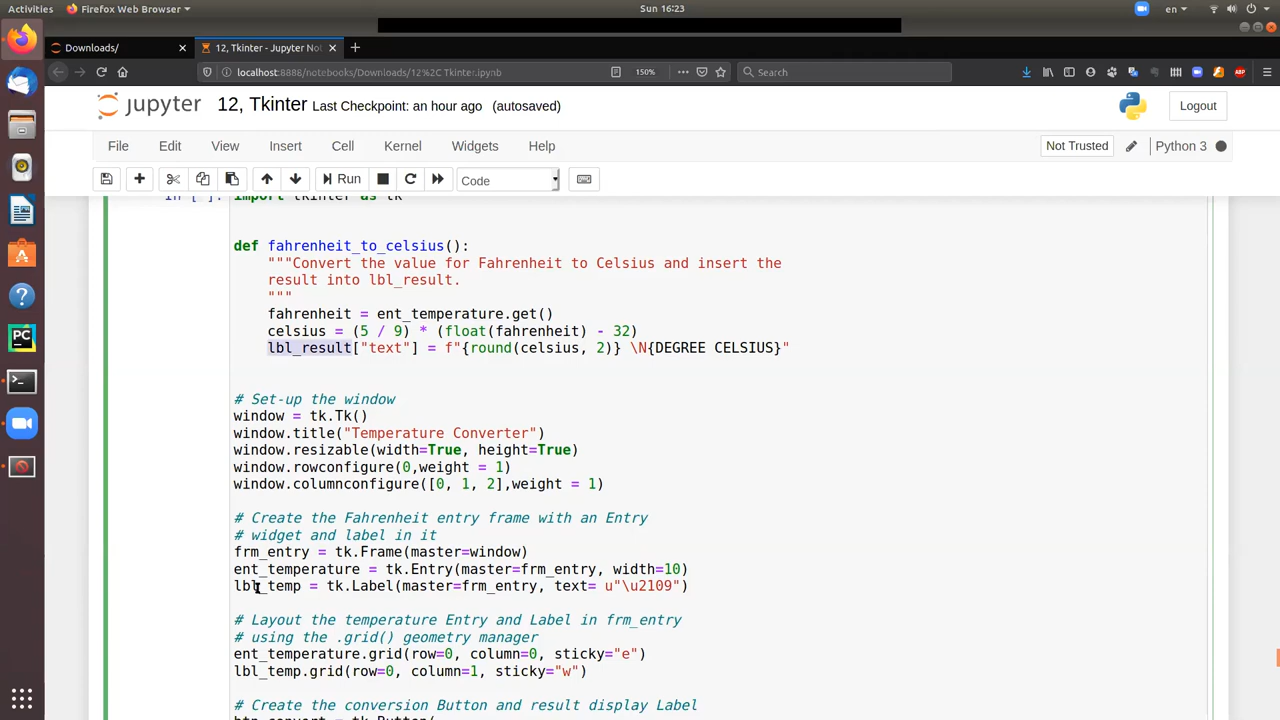 Activities
Firefox Web Browser
Sun 16:23
en
Downloads/
12, Tkinter - Jupyter No
localhost:8888/notebooks/Downloads/12%2C Tkinter.ipynb
150%
Search
ABP
jupyter
12, Tkinter Last Checkpoint: an hour ago (autosaved)
Logout
File Edit View Insert Cell Kernel Widgets Help
Not Trusted
Python 3
Run
Code
In [ ]: import tkinter as tk
def fahrenheit_to_celsius():
"""Convert the value for Fahrenheit to Celsius and insert the
result into lbl_result.
"""
fahrenheit = ent_temperature.get()
celsius = (5 / 9) * (float(fahrenheit) - 32)
lbl_result["text"] = f"{round(celsius, 2)} \N{DEGREE CELSIUS}"
# Set-up the window
window = tk.Tk()
window.title("Temperature Converter")
window.resizable(width=True, height=True)
window.rowconfigure(0,weight = 1)
window.columnconfigure([0, 1, 2],weight = 1)
# Create the Fahrenheit entry frame with an Entry
# widget and label in it
frm_entry = tk.Frame(master=window)
ent_temperature = tk.Entry(master=frm_entry, width=10)
lbl_temp = tk.Label(master=frm_entry, text= u"\u2109")
# Layout the temperature Entry and Label in frm_entry
# using the .grid() geometry manager
ent_temperature.grid(row=0, column=0, sticky="e")
lbl_temp.grid(row=0, column=1, sticky="w")
# Create the conversion Button and result display Label
btn_convert = tk.Button(